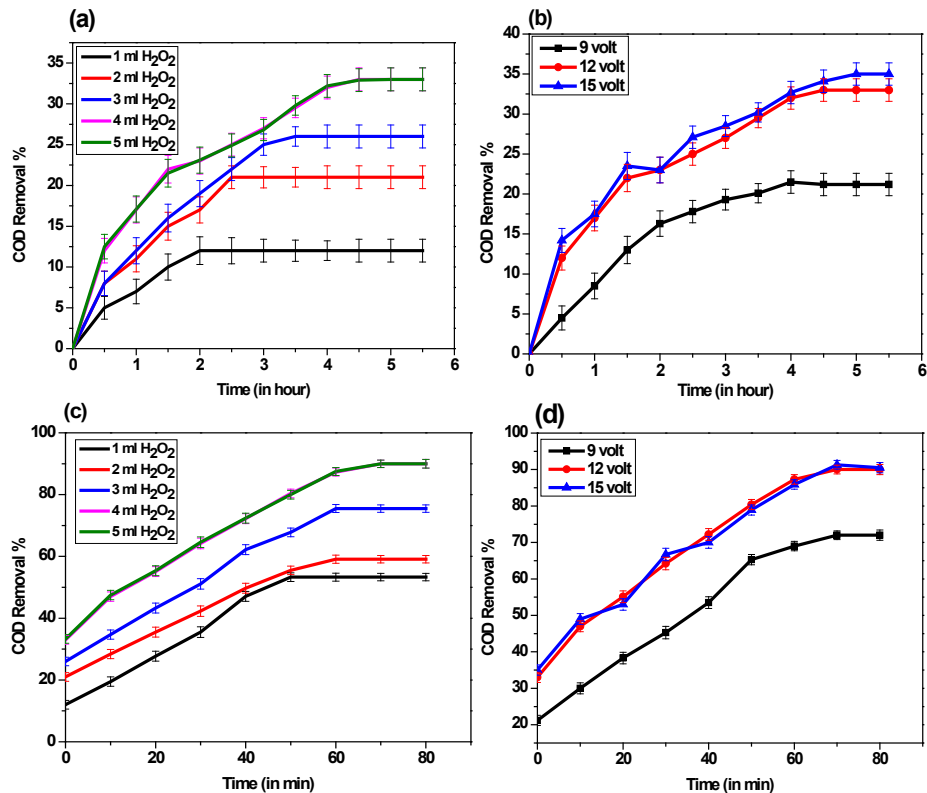 (a)
1 ml H₂O₂
2 ml H₂O₂
3 ml H₂O₂
4 ml H₂O₂
5 ml H₂O₂
COD Removal %
35
30
25
20
15
10
5
0
0 1 2 3 4 5 6
Time (in hour)
(b)
9 volt
12 volt
15 volt
COD Removal %
35
30
25
20
15
10
5
0
0 1 2 3 4 5 6
Time (in hour)
(c)
1 ml H₂O₂
2 ml H₂O₂
3 ml H₂O₂
4 ml H₂O₂
5 ml H₂O₂
COD Removal %
100
80
60
40
20
0
0 20 40 60 80
Time (in min)
(d)
9 volt
12 volt
15 volt
COD Removal %
100
90
80
70
60
50
40
30
20
0 20 40 60 80
Time (in min)